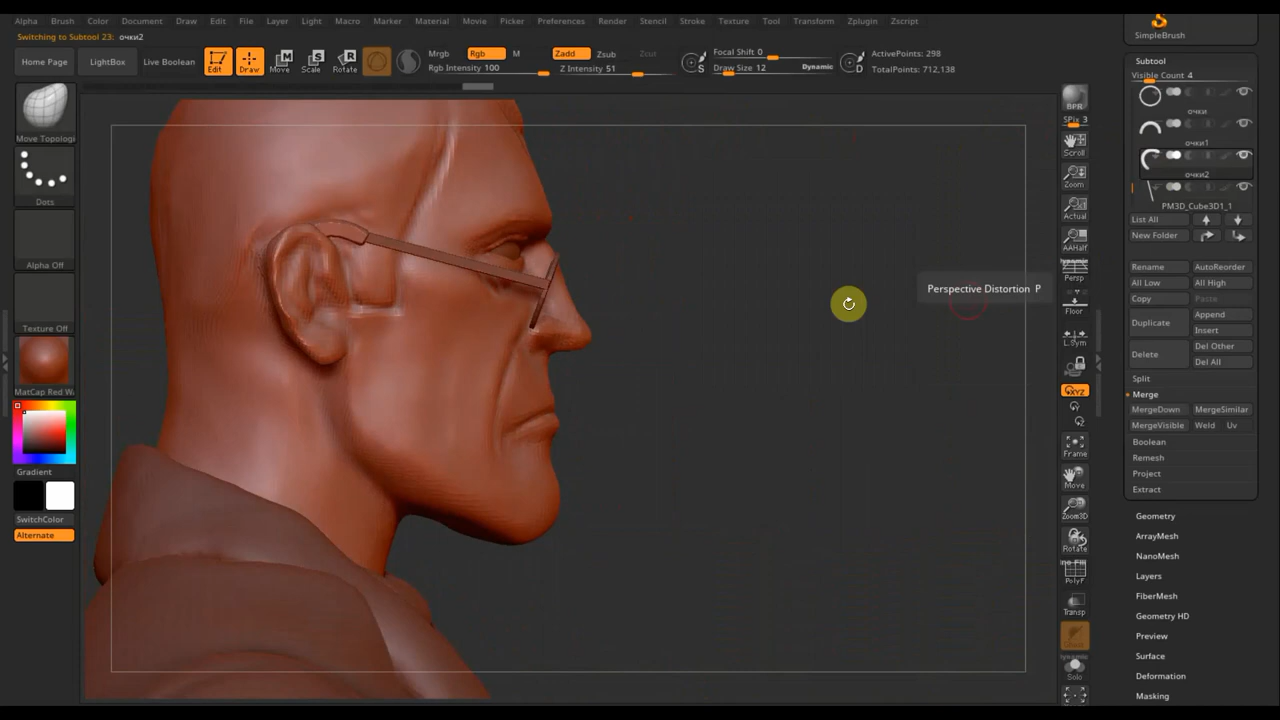 Alpha Brush Color Document Draw Edit File Layer Light Macro Marker Material Movie Picker Preferences Render Stencil Stroke Texture Tool Transform Zplugin Zscript
Switching to Subtool 23: очки2
Home Page
LightBox
Live Boolean
Edit
Draw
Move
Scale
Rotate
Mrgb
Rgb
M
Rgb Intensity 100
Zadd
Zsub
Zcut
Z Intensity 51
S
Focal Shift 0
Draw Size 12
Dynamic
D
ActivePoints: 298
TotalPoints: 712,138
Move Topologi
Dots
Alpha Off
Texture Off
MatCap Red W
Gradient
SwitchColor
Alternate
Perspective Distortion P
BPR
SPix 3
Scroll
Zoom
Actual
AAHalf
Dynamic
Persp
Floor
L.Sym
XYZ
Y
Z
Frame
Move
Zoom3D
Rotate
PolyF
Transp
Dynamic
Solo
SimpleBrush
Subtool
Visible Count 4
очки
очки1
очки2
PM3D_Cube3D1_1
List All
New Folder
Rename
AutoReorder
All Low
All High
Copy
Paste
Duplicate
Append
Insert
Delete
Del Other
Del All
Split
Merge
MergeDown
MergeSimilar
MergeVisible
Weld
Uv
Boolean
Remesh
Project
Extract
Geometry
ArrayMesh
NanoMesh
Layers
FiberMesh
Geometry HD
Preview
Surface
Deformation
Masking